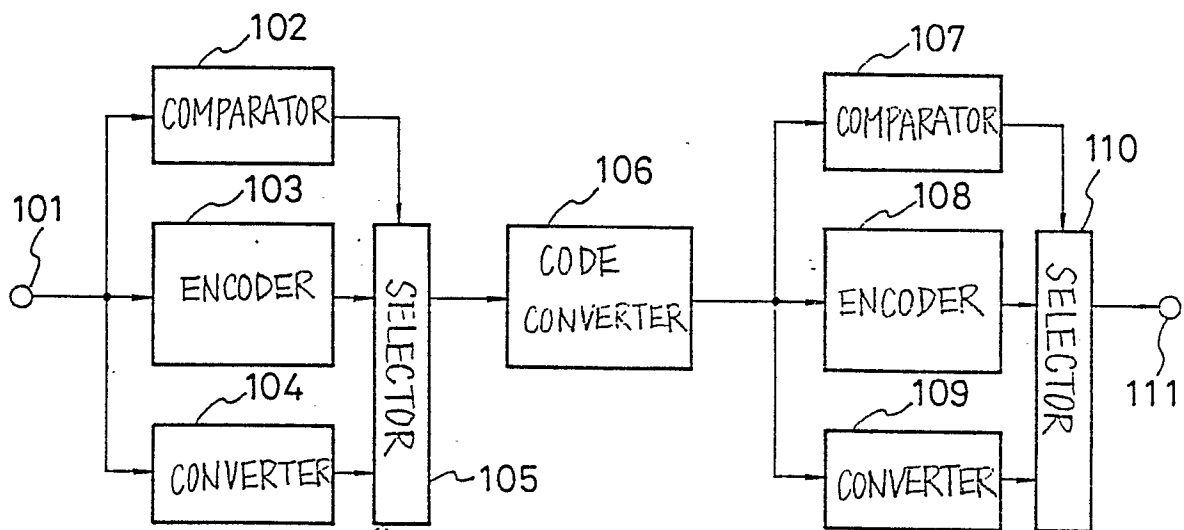 102
COMPARATOR
103
101
ENCODER
104
CONVERTER
SELECTOR
105
106
CODE
CONVERTER
107
COMPARATOR
108
ENCODER
109
CONVERTER
110
SELECTOR
111